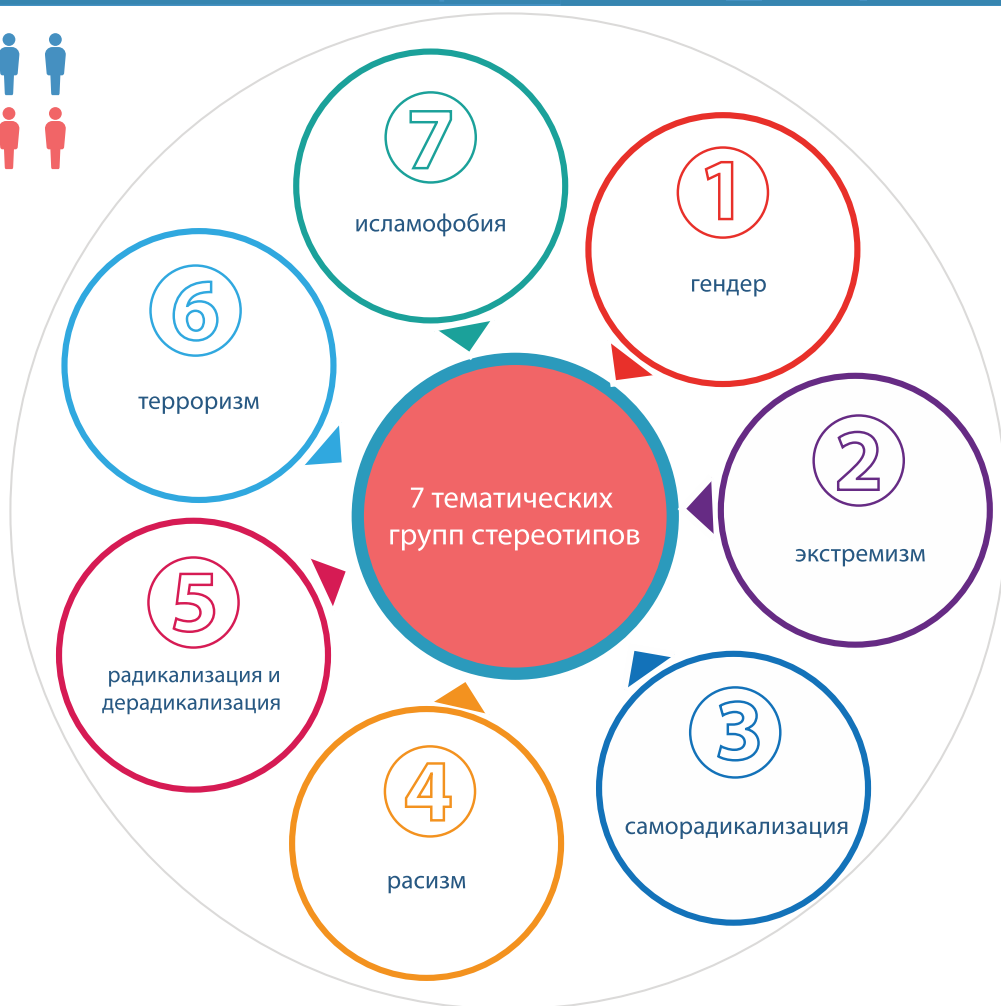 7 тематических
групп стереотипов
1
гендер
2
экстремизм
3
саморадикализация
4
расизм
5
радикализация и
дерадикализация
6
терроризм
7
исламофобия